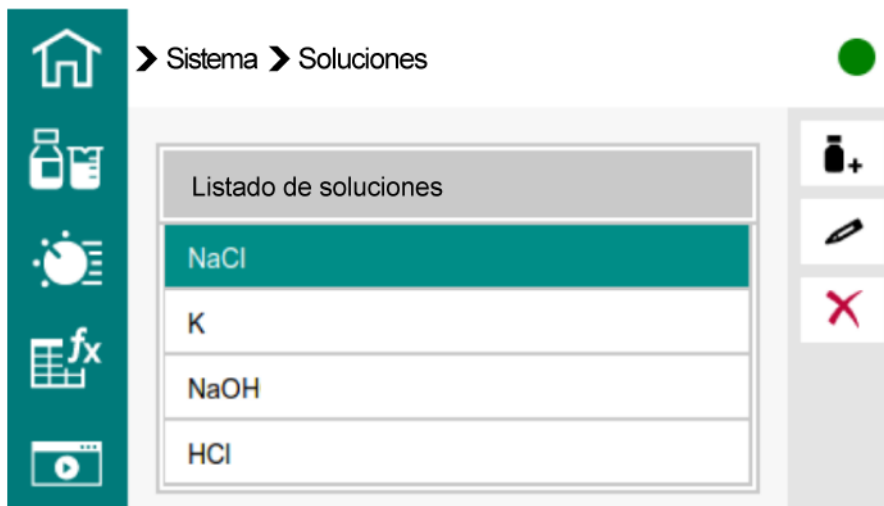 Sistema Soluciones
Listado de soluciones
NaCl
K
NaOH
HCl